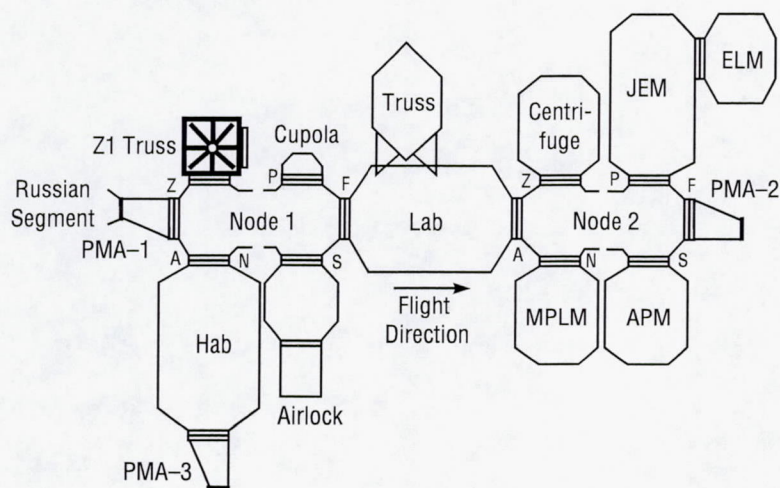 ELM
JEM
Truss
Centri-
fuge
Z1 Truss
Cupola
Z
P
F
Z
P
F
PMA–2
Russian
Segment
Node 1
Lab
Node 2
PMA–1
A
N
S
A
N
S
Flight
Direction
MPLM
APM
Hab
Airlock
PMA–3